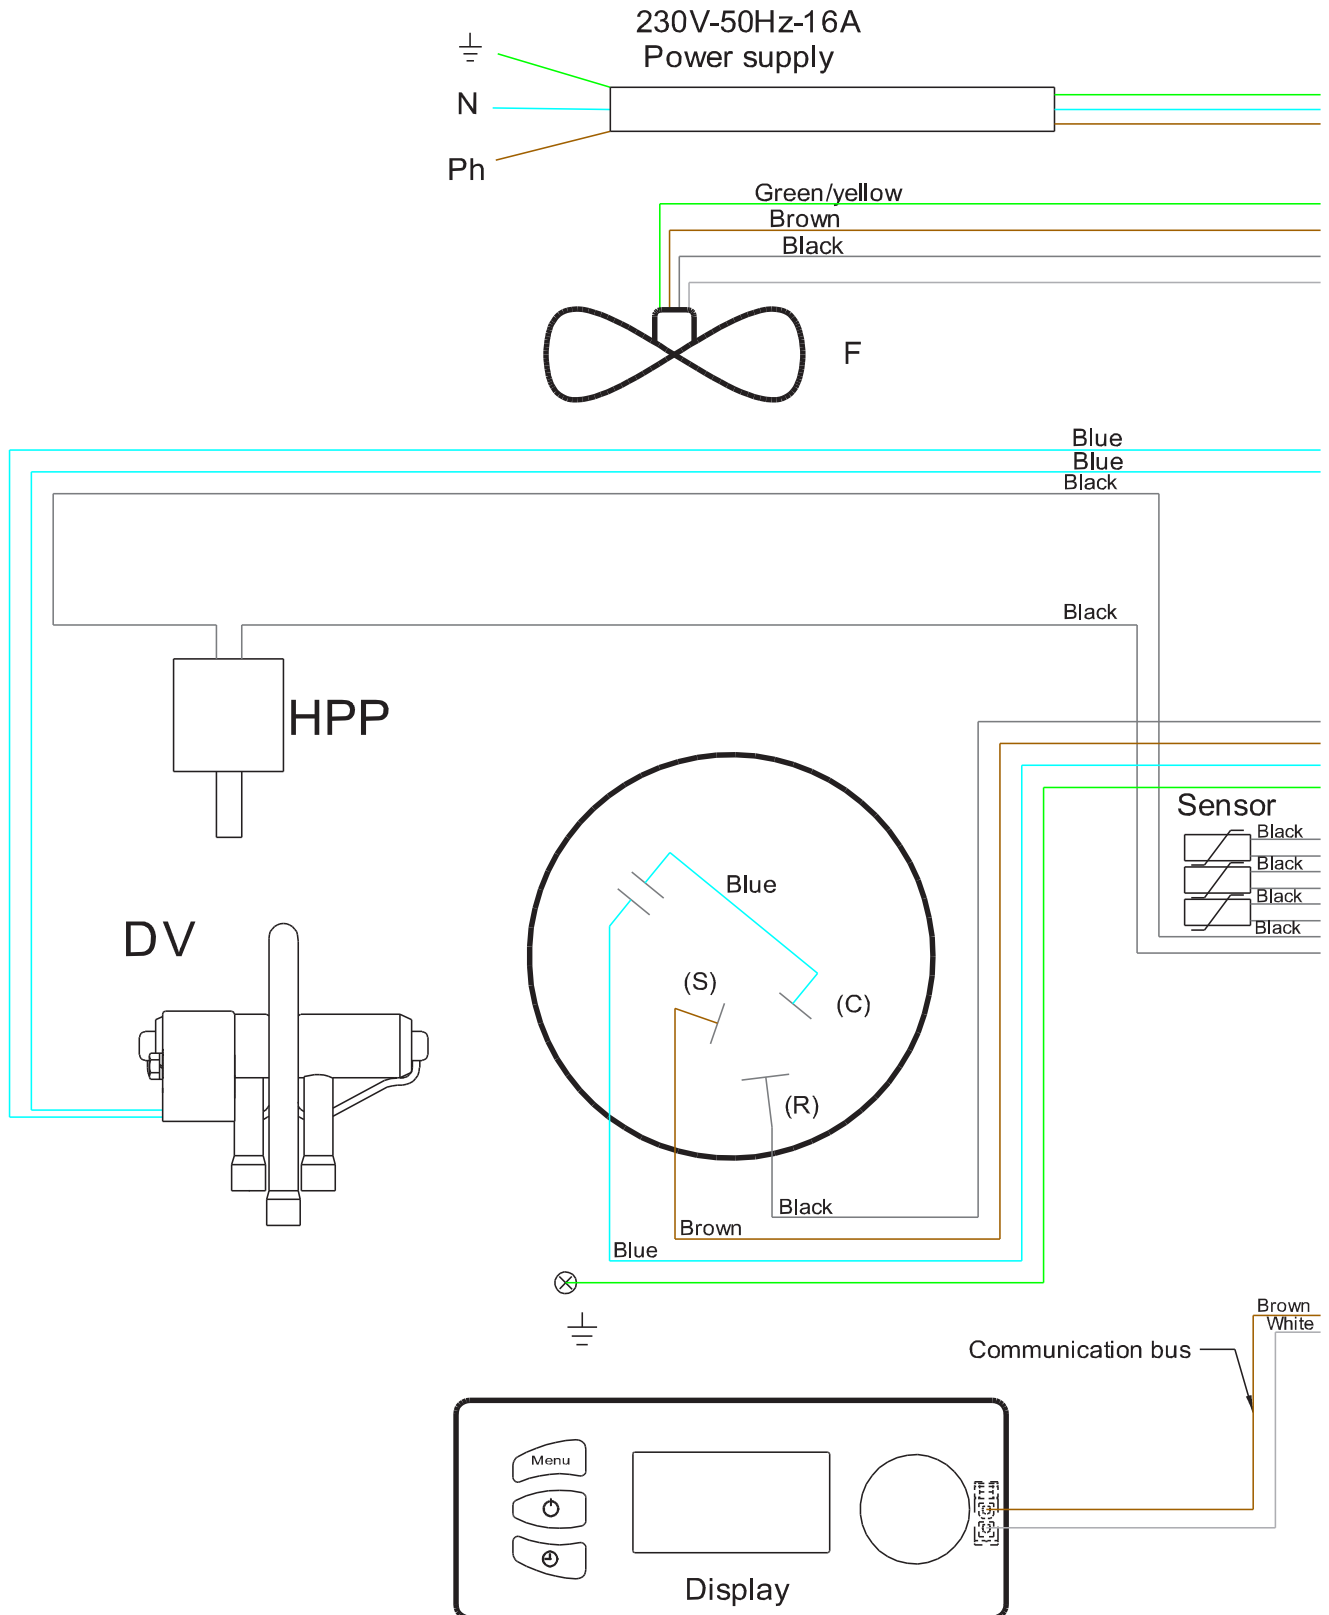 230V-50Hz-16A
Power supply
N
Ph
Green/yellow
Brown
Black
F
Blue
Blue
Black
Black
HPP
Sensor
Black
Black
Black
Black
Blue
DV
(S)
(C)
(R)
Black
Brown
Blue
Brown
White
Communication bus
Menu
Display